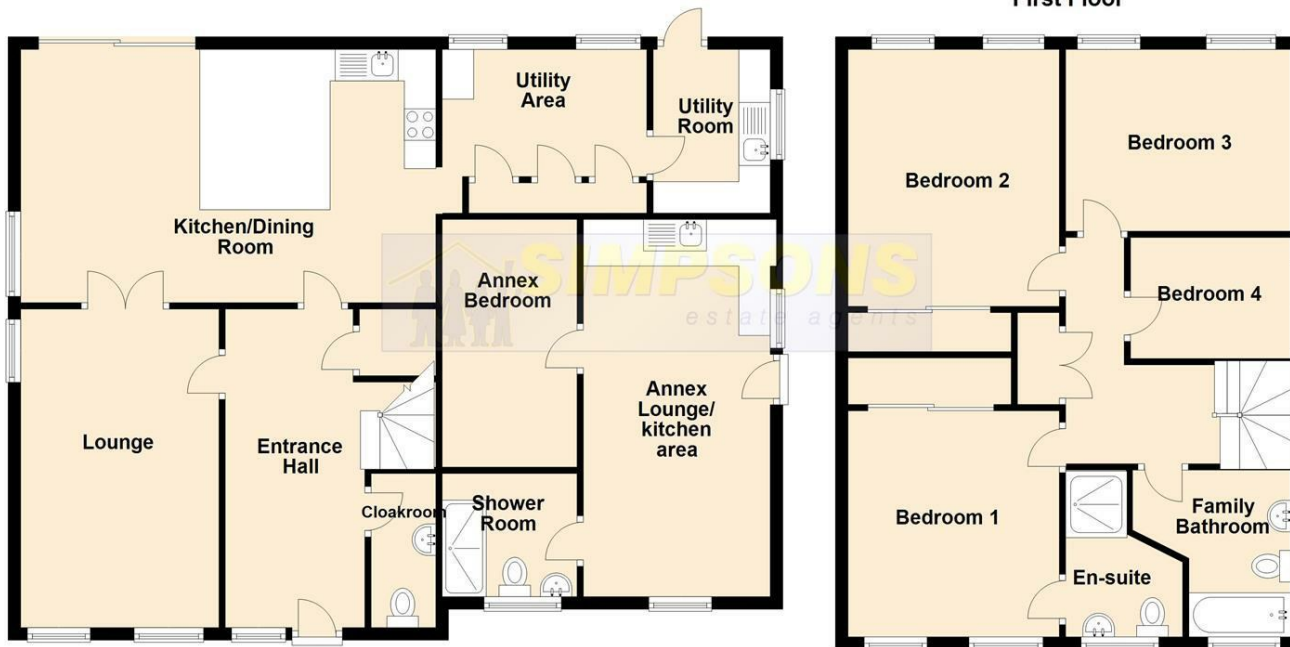 First Floor
Utility
Area
Utility
Room
Kitchen/Dining
Room
Annex
Bedroom
Lounge
Entrance
Hall
Cloakroom
Shower
Room
Annex
Lounge/
kitchen
area
Bedroom 2
Bedroom 3
Bedroom 4
Bedroom 1
En-suite
Family
Bathroom
SIMPSONS
estate agents